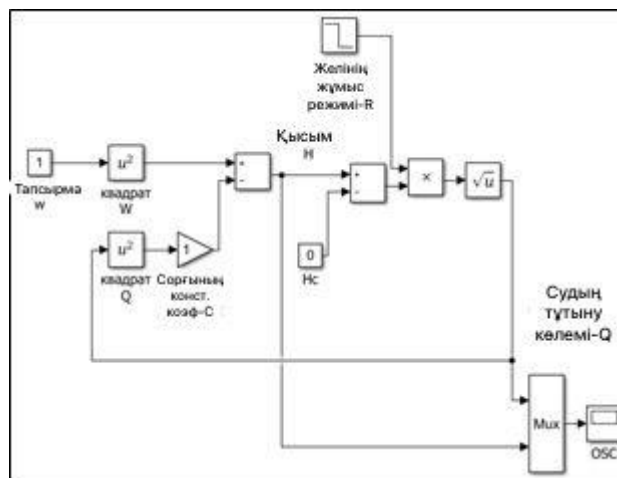 Желінің
жұмыс
режимі-R
Қысым
H
1
Тапсырма
w
u²
квадрат
W
+
-
+
-
×
√u
u²
квадрат
Q
1
Сорғының
конст.
коэф-C
0
Hc
Судың
тұтыну
көлемі-Q
Mux
OSC